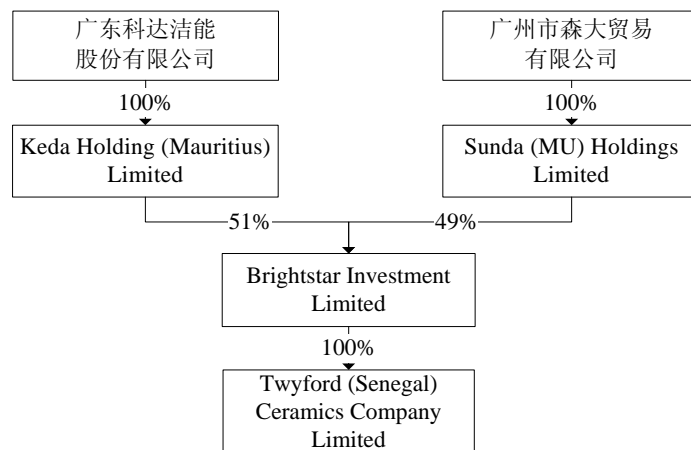 广东科达洁能
股份有限公司
广州市森大贸易
有限公司
100%
100%
Keda Holding (Mauritius)
Limited
Sunda (MU) Holdings
Limited
51%
49%
Brightstar Investment
Limited
100%
Twyford (Senegal)
Ceramics Company
Limited